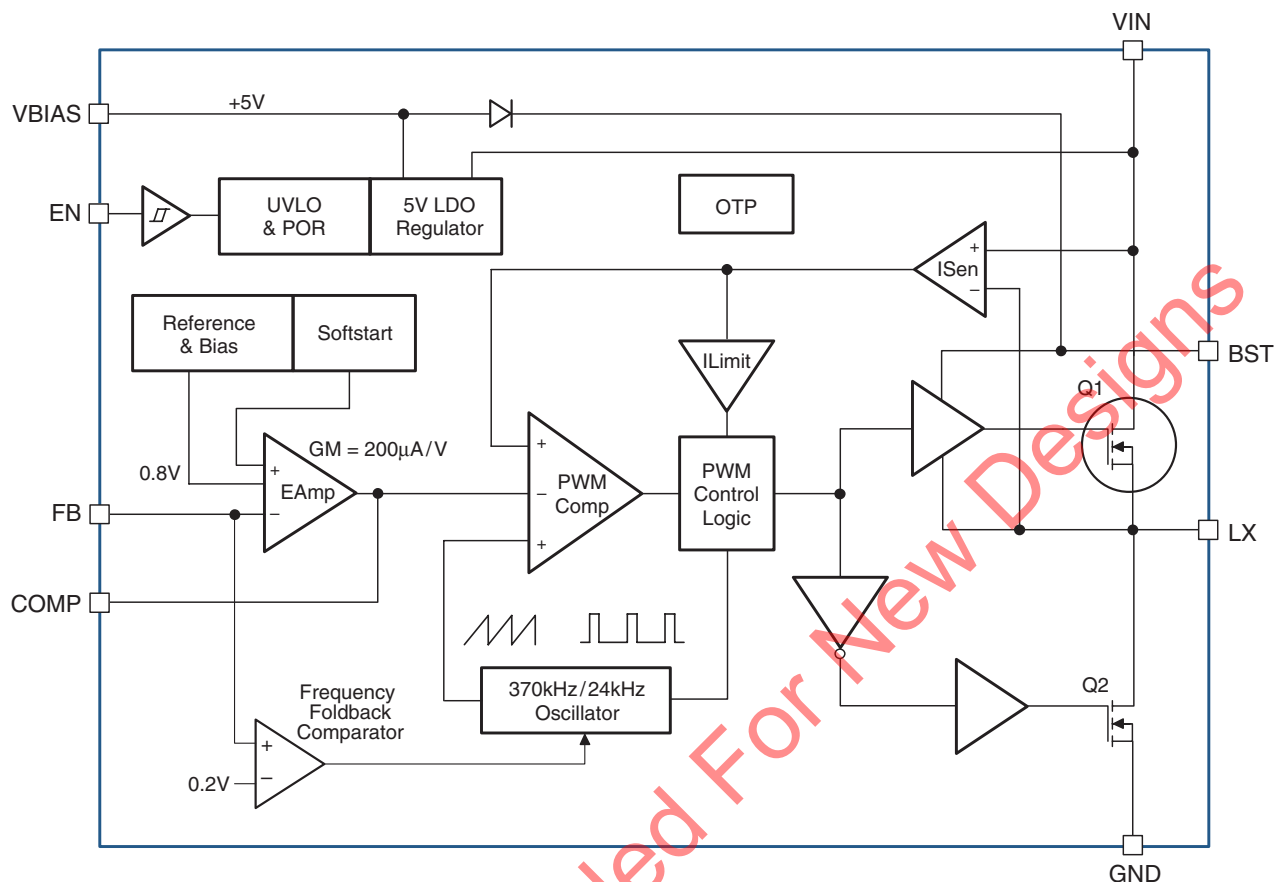 VIN
VBIAS
+5V
EN
UVLO
& POR
5V LDO
Regulator
OTP
+
ISen
−
Reference
& Bias
Softstart
ILimit
BST
Q1
GM = 200µA/V
0.8V
+
EAmp
−
+
−
PWM
Comp
+
PWM
Control
Logic
FB
LX
COMP
370kHz/24kHz
Oscillator
Frequency
Foldback
Comparator
+
−
0.2V
Q2
GND
ded For New Designs